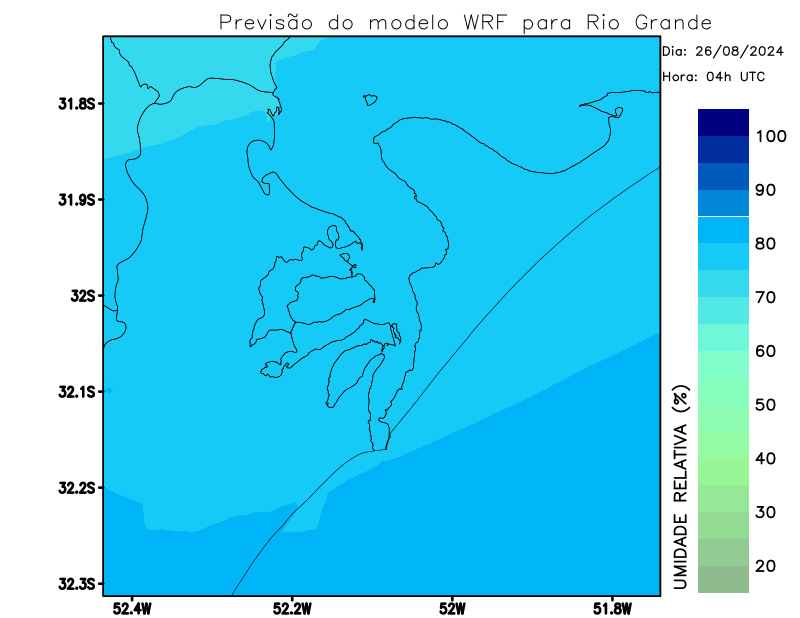 Previsão do modelo WRF para Rio Grande
Dia: 26/08/2024
Hora: 04h UTC
31.8S
31.9S
32S
32.1S
32.2S
32.3S
52.4W
52.2W
52W
51.8W
100
90
80
70
60
50
40
30
20
UMIDADE RELATIVA (%)